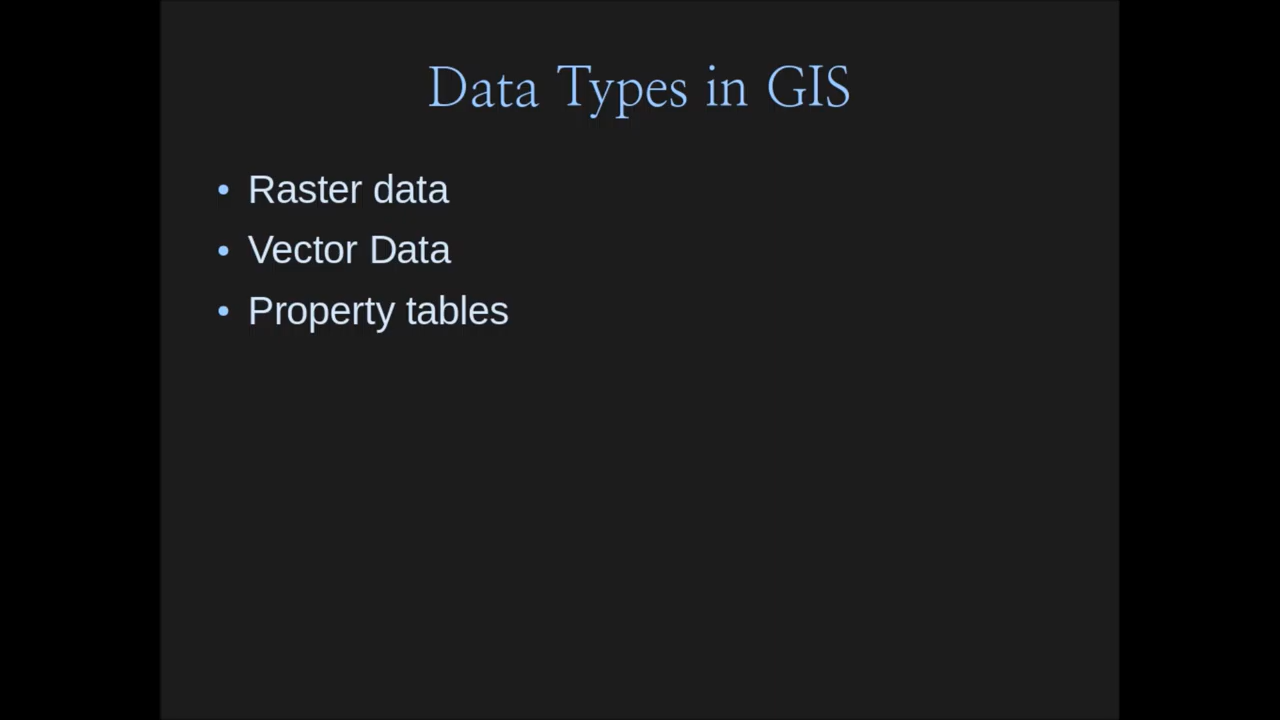 Data Types in GIS
• Raster data
• Vector Data
• Property tables